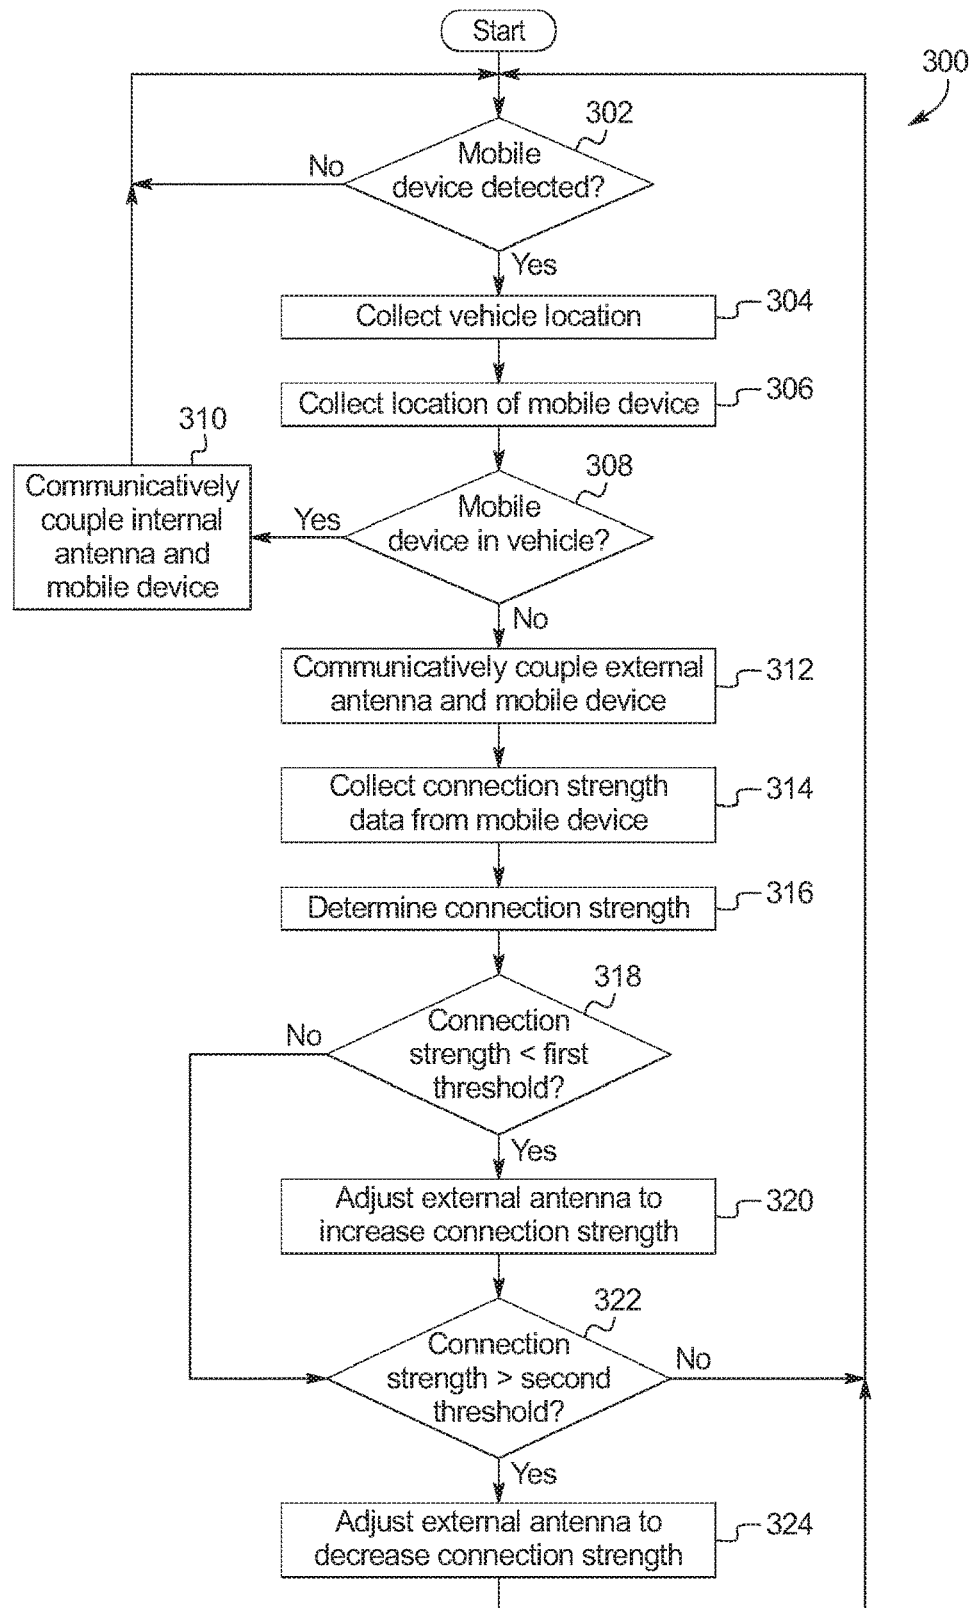 Start
300
302
Mobile
device detected?
No
Yes
Collect vehicle location
304
Collect location of mobile device
306
310
308
Communicatively
couple internal
antenna and
mobile device
Yes
Mobile
device in vehicle?
No
Communicatively couple external
antenna and mobile device
312
Collect connection strength
data from mobile device
314
Determine connection strength
316
318
No
Connection
strength < first
threshold?
Yes
Adjust external antenna to
increase connection strength
320
322
Connection
strength > second
threshold?
No
Yes
Adjust external antenna to
decrease connection strength
324